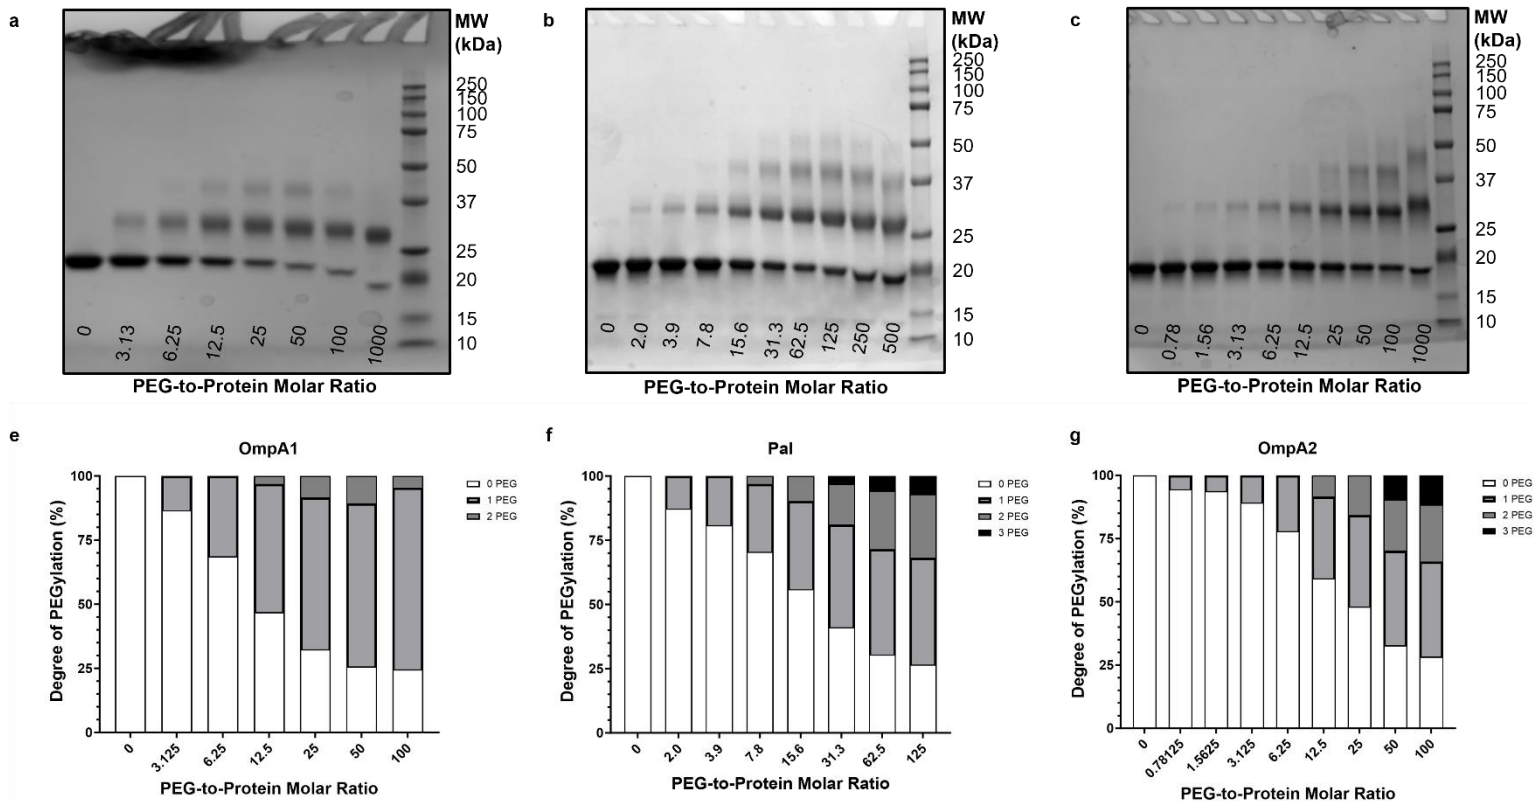 a
MW
(kDa)
250
150
100
75
50
37
25
20
15
10
0 3.13 6.25 12.5 25 50 100 1000
PEG-to-Protein Molar Ratio
b
MW
(kDa)
250
150
100
75
50
37
25
20
15
10
0 2.0 3.9 7.8 15.6 31.3 62.5 125 250 500
PEG-to-Protein Molar Ratio
c
MW
(kDa)
250
150
100
75
50
37
25
20
15
10
0 0.78 1.56 3.13 6.25 12.5 25 50 100 1000
PEG-to-Protein Molar Ratio
e
OmpA1
Degree of PEGylation (%)
100
75
50
25
0
0 3.125 6.25 12.5 25 50 100
PEG-to-Protein Molar Ratio
0 PEG
1 PEG
2 PEG
f
Pal
Degree of PEGylation (%)
100
75
50
25
0
0 2.0 3.9 7.8 15.6 31.3 62.5 125
PEG-to-Protein Molar Ratio
0 PEG
1 PEG
2 PEG
3 PEG
g
OmpA2
Degree of PEGylation (%)
100
75
50
25
0
0 0.78125 1.5625 3.125 6.25 12.5 25 50 100
PEG-to-Protein Molar Ratio
0 PEG
1 PEG
2 PEG
3 PEG